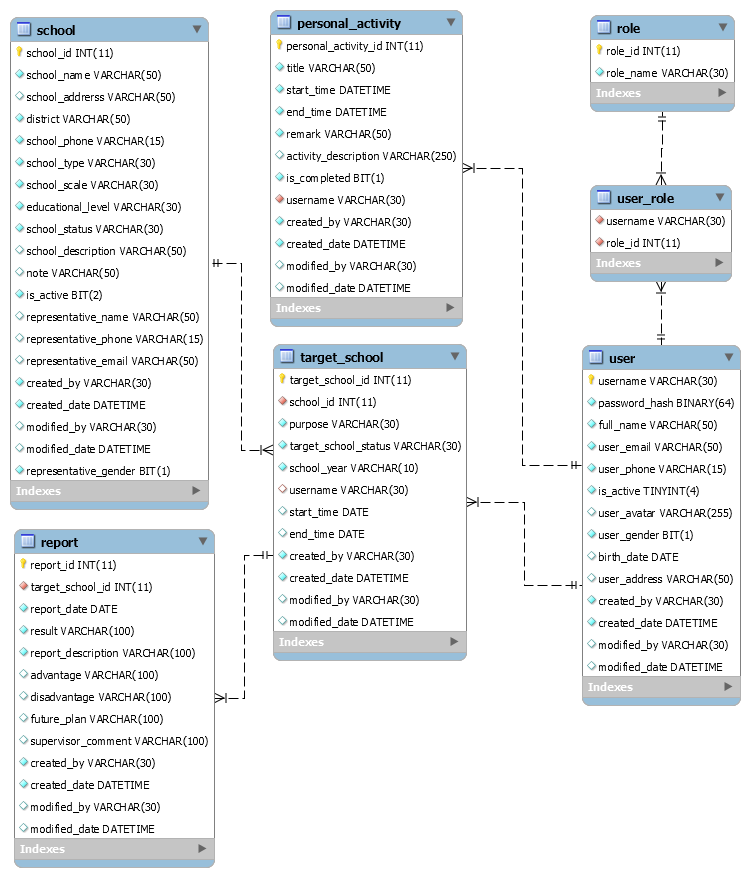 school
school_id INT(11)
school_name VARCHAR(50)
school_addrerss VARCHAR(50)
district VARCHAR(50)
school_phone VARCHAR(15)
school_type VARCHAR(30)
school_scale VARCHAR(30)
educational_level VARCHAR(30)
school_status VARCHAR(30)
school_description VARCHAR(50)
note VARCHAR(50)
is_active BIT(2)
representative_name VARCHAR(50)
representative_phone VARCHAR(15)
representative_email VARCHAR(50)
created_by VARCHAR(30)
created_date DATETIME
modified_by VARCHAR(30)
modified_date DATETIME
representative_gender BIT(1)
Indexes
personal_activity
personal_activity_id INT(11)
title VARCHAR(50)
start_time DATETIME
end_time DATETIME
remark VARCHAR(50)
activity_description VARCHAR(250)
is_completed BIT(1)
username VARCHAR(30)
created_by VARCHAR(30)
created_date DATETIME
modified_by VARCHAR(30)
modified_date DATETIME
Indexes
role
role_id INT(11)
role_name VARCHAR(30)
Indexes
user_role
username VARCHAR(30)
role_id INT(11)
Indexes
target_school
target_school_id INT(11)
school_id INT(11)
purpose VARCHAR(30)
target_school_status VARCHAR(30)
school_year VARCHAR(10)
username VARCHAR(30)
start_time DATE
end_time DATE
created_by VARCHAR(30)
created_date DATETIME
modified_by VARCHAR(30)
modified_date DATETIME
Indexes
user
username VARCHAR(30)
password_hash BINARY(64)
full_name VARCHAR(50)
user_email VARCHAR(50)
user_phone VARCHAR(15)
is_active TINYINT(4)
user_avatar VARCHAR(255)
user_gender BIT(1)
birth_date DATE
user_address VARCHAR(50)
created_by VARCHAR(30)
created_date DATETIME
modified_by VARCHAR(30)
modified_date DATETIME
Indexes
report
report_id INT(11)
target_school_id INT(11)
report_date DATE
result VARCHAR(100)
report_description VARCHAR(100)
advantage VARCHAR(100)
disadvantage VARCHAR(100)
future_plan VARCHAR(100)
supervisor_comment VARCHAR(100)
created_by VARCHAR(30)
created_date DATETIME
modified_by VARCHAR(30)
modified_date DATETIME
Indexes